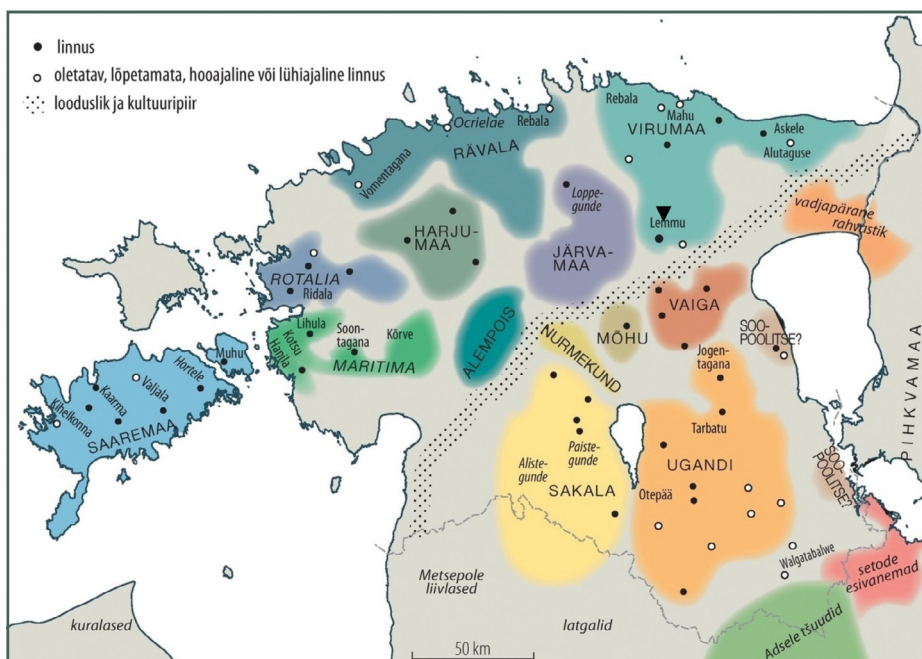 linnus
oletatav, lõpetamata, hooajaline või lühiajaline linnus
looduslik ja kultuuripiir
Rebala
Mahu
VIRUMAA
Askele
Alutaguse
Ocrielae
Rebala
RÄVALA
Vomentagana
Loppe-
gunde
Lemmu
vadjapärane
rahvastik
HARJU-
MAA
JÄRVA-
MAA
ROTALIA
Ridala
VAIGA
Lihula
Soon-
tagana
Kõrve
Kotsu
Hanila
MARITIMA
ALEMPOIS
NURMEKUND
MÕHU
SOO-
POOLITSE?
Jogen-
tagana
Muhu
Hortele
Valjala
Kaarma
Kihelkonna
SAAREMAA
Tarbatu
PIHKVAMAA
Paiste-
gunde
Aliste-
gunde
SAKALA
UGANDI
Otepää
SOO-
POOLITSE?
Walgatabalwe
setode
esivanemad
Metsepole
liivlased
kuralased
latgalid
Adsele tšuudid
50 km